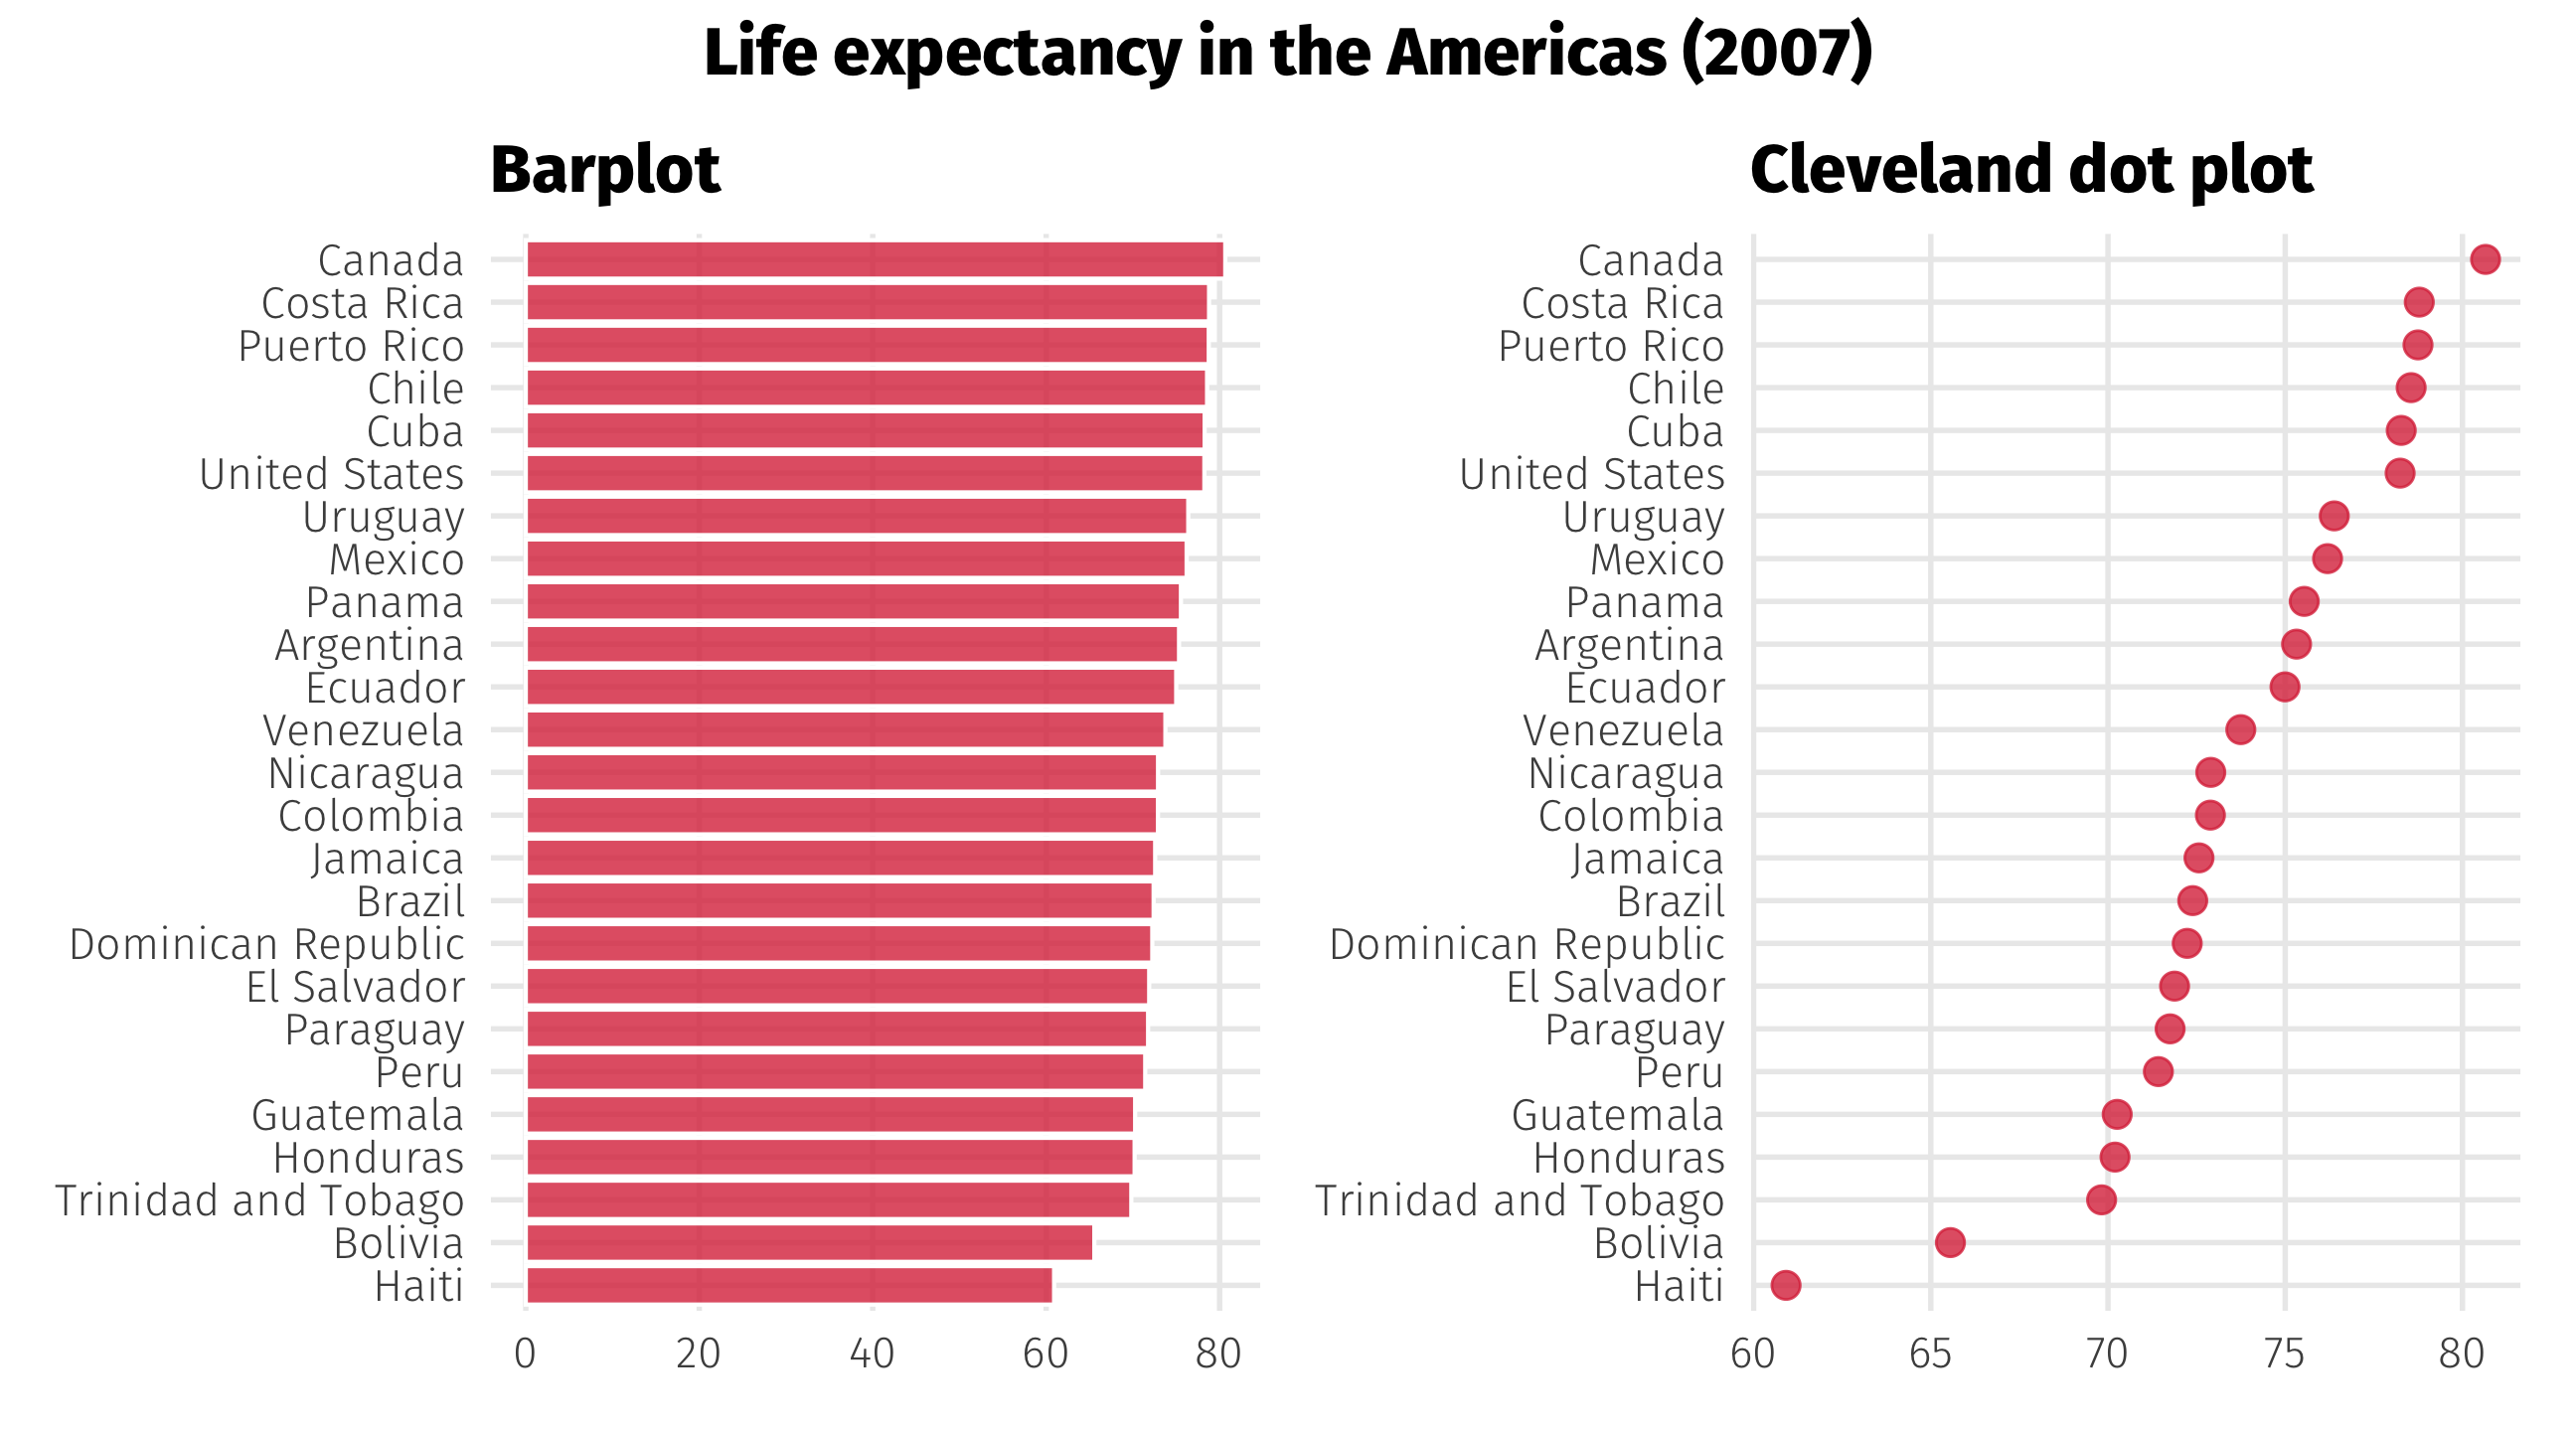 Life expectancy in the Americas (2007)
Barplot
Canada
Costa Rica
Puerto Rico
Chile
Cuba
United States
Uruguay
Mexico
Panama
Argentina
Ecuador
Venezuela
Nicaragua
Colombia
Jamaica
Brazil
Dominican Republic
El Salvador
Paraguay
Peru
Guatemala
Honduras
Trinidad and Tobago
Bolivia
Haiti
0 20 40 60 80
Cleveland dot plot
Canada
Costa Rica
Puerto Rico
Chile
Cuba
United States
Uruguay
Mexico
Panama
Argentina
Ecuador
Venezuela
Nicaragua
Colombia
Jamaica
Brazil
Dominican Republic
El Salvador
Paraguay
Peru
Guatemala
Honduras
Trinidad and Tobago
Bolivia
Haiti
60 65 70 75 80